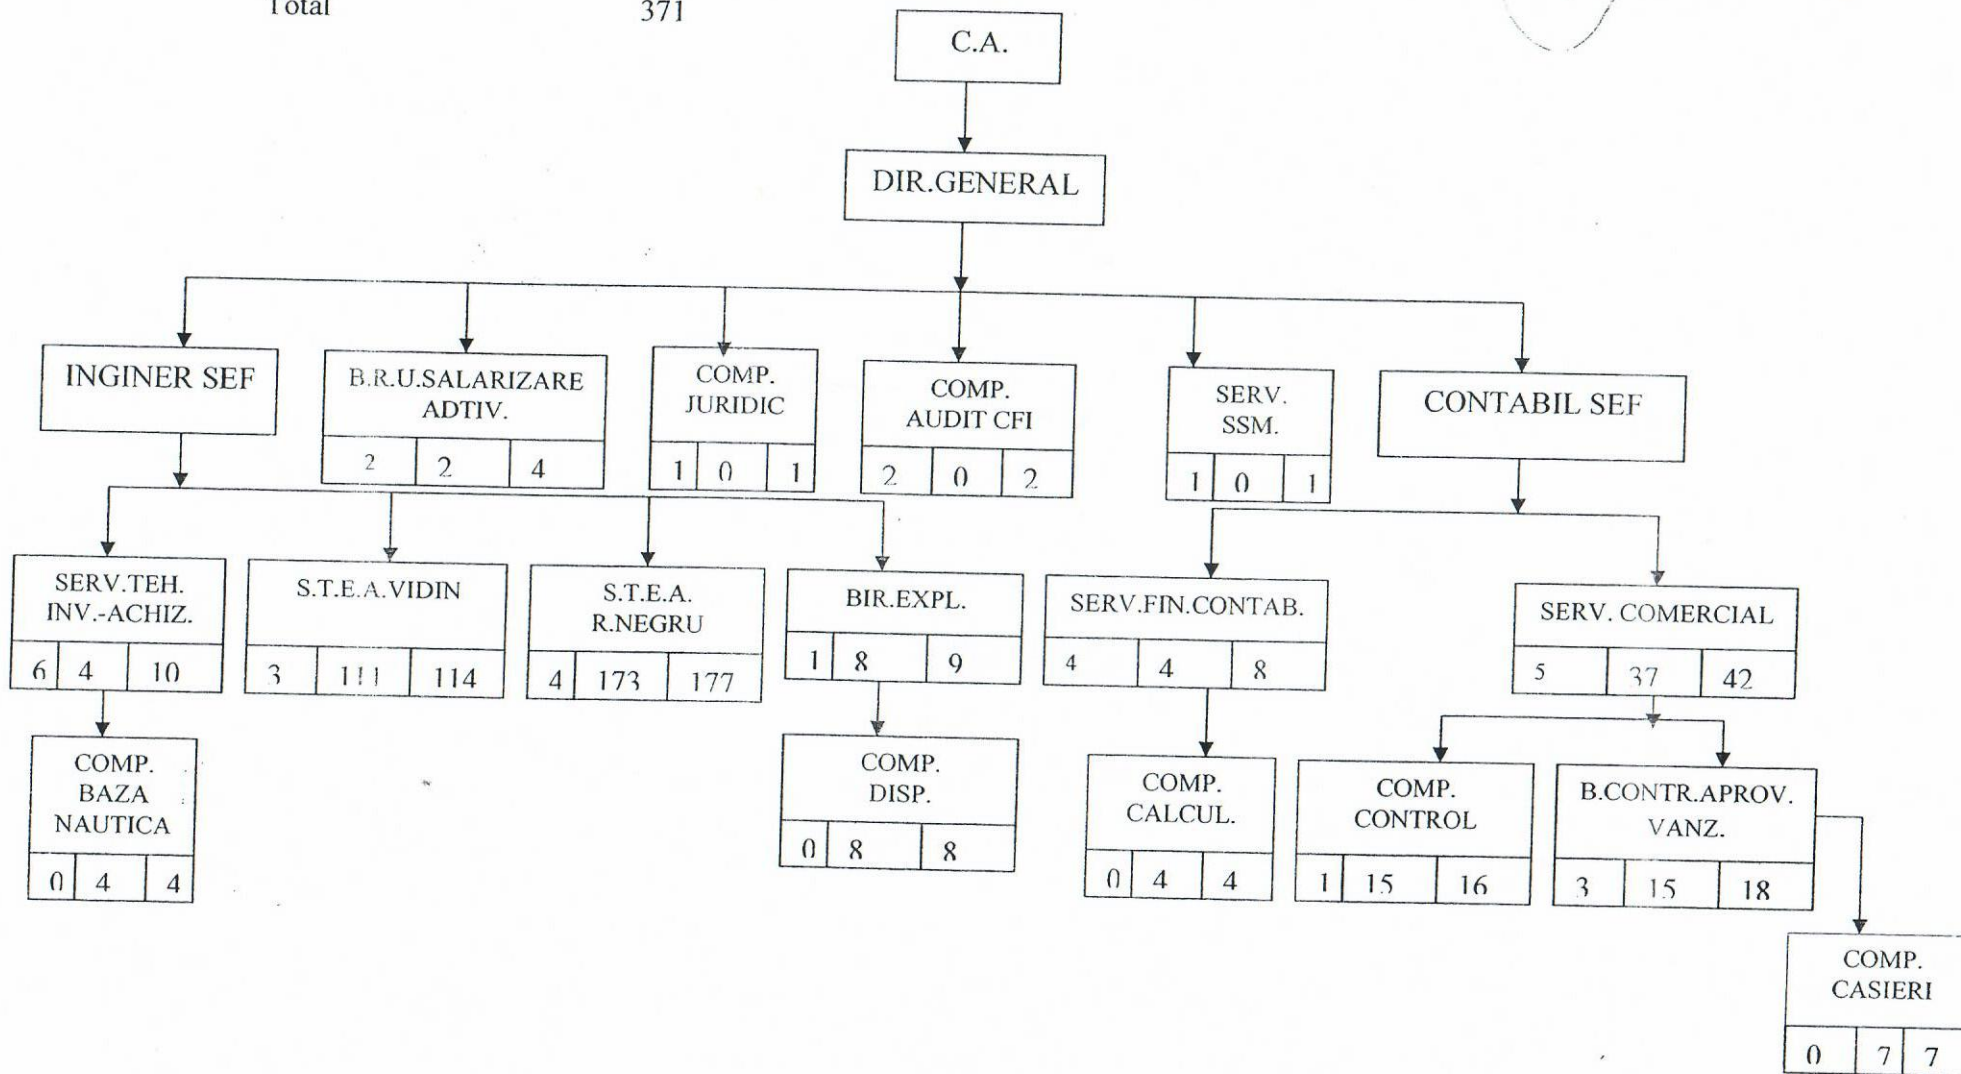 Total 371
C.A.
DIR.GENERAL
INGINER SEF
B.R.U.SALARIZARE
ADTIV.
2 2 4
COMP.
JURIDIC
1 0 1
COMP.
AUDIT CFI
2 0 2
SERV.
SSM.
1 0 1
CONTABIL SEF
SERV.TEH.
INV.-ACHIZ.
6 4 10
S.T.E.A.VIDIN
3 111 114
S.T.E.A.
R.NEGRU
4 173 177
BIR.EXPL.
1 8 9
SERV.FIN.CONTAB.
4 4 8
SERV. COMERCIAL
5 37 42
COMP.
BAZA
NAUTICA
0 4 4
COMP.
DISP.
0 8 8
COMP.
CALCUL.
0 4 4
COMP.
CONTROL
1 15 16
B.CONTR.APROV.
VANZ.
3 15 18
COMP.
CASIERI
0 7 7